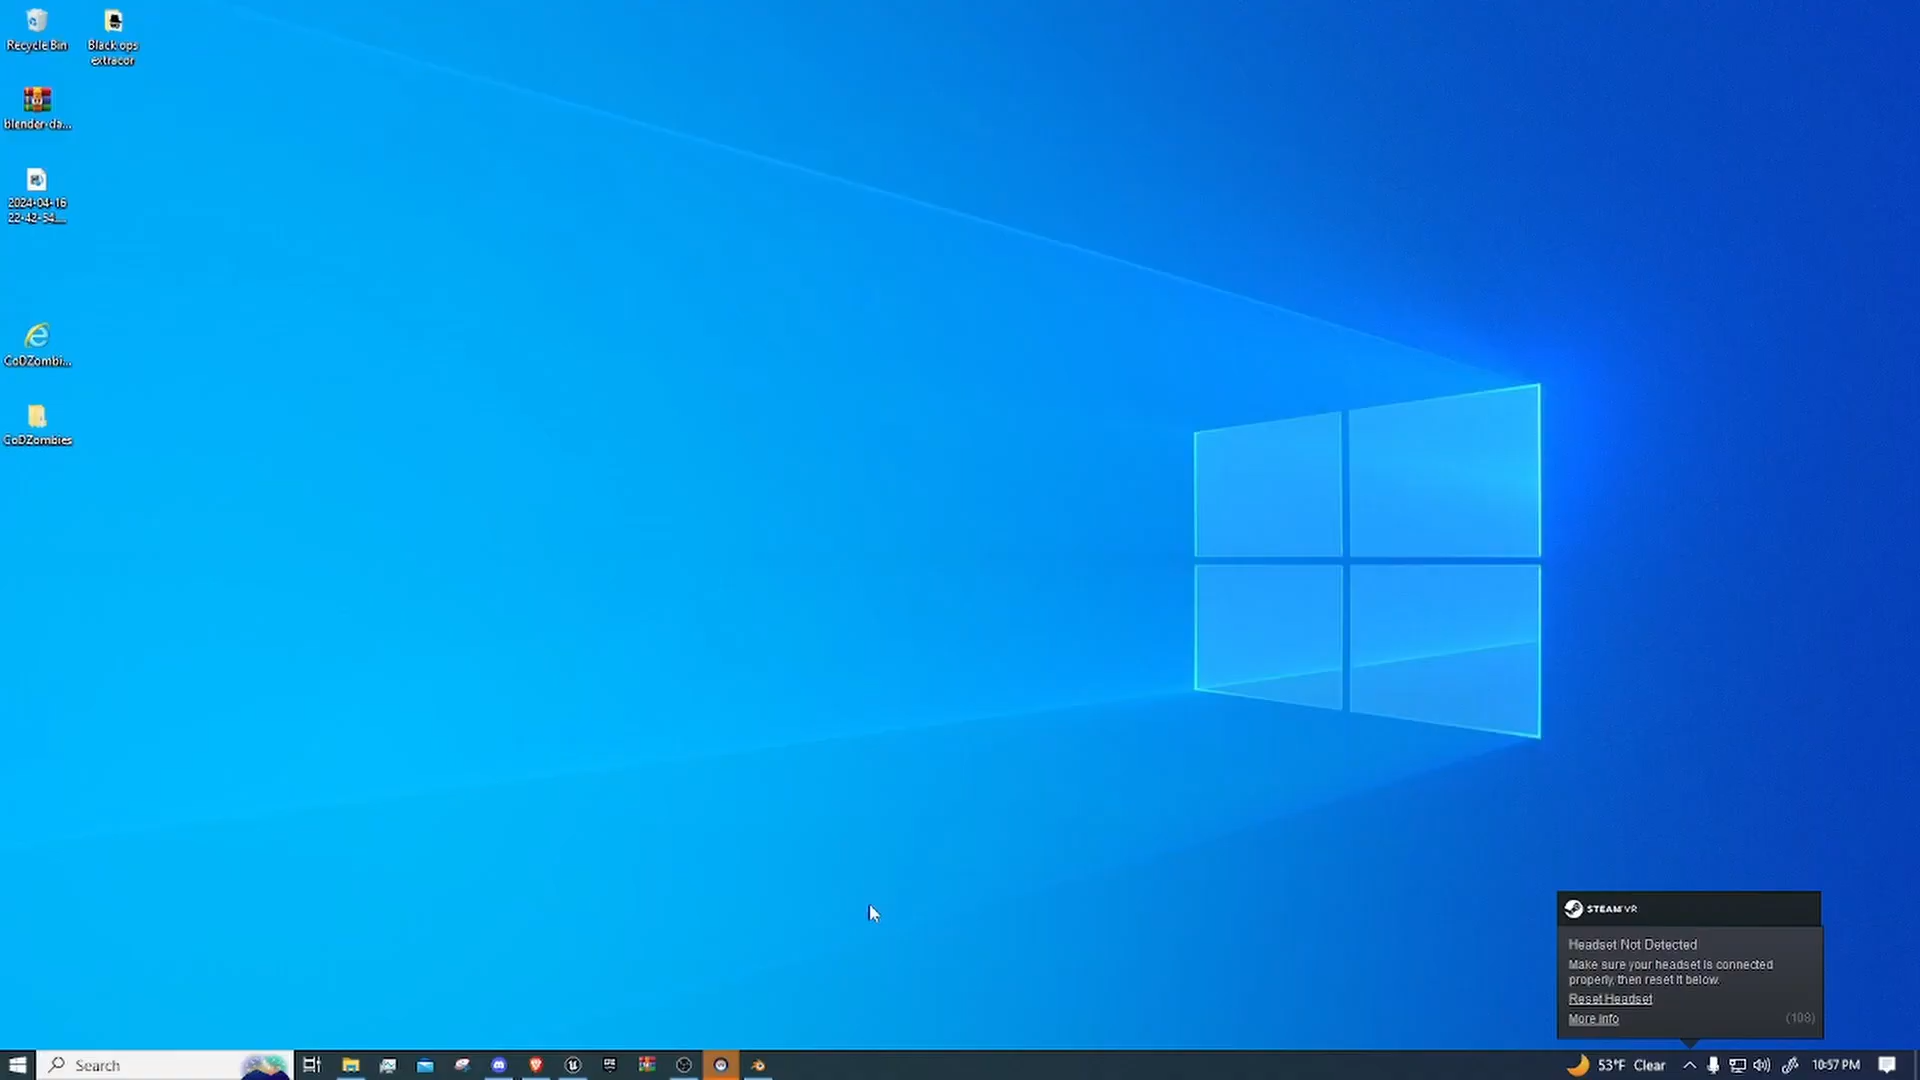 Recycle Bin
Black ops
extracor
blender-da...
2024-04-16
22-42-54....
CoDZombi...
CoDZombies
STEAMVR
Headset Not Detected
Make sure your headset is connected
properly, then reset it below.
Reset Headset
More Info
(108)
Search
53°F Clear
10:57 PM